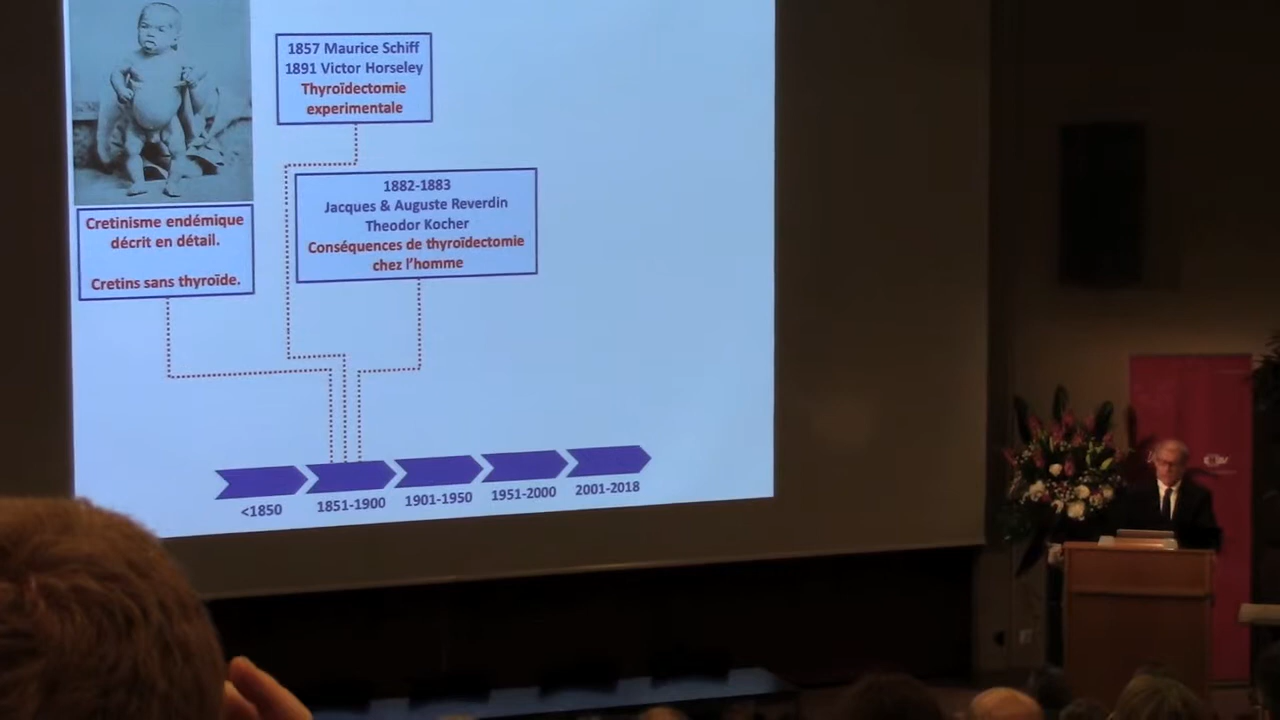 1857 Maurice Schiff
1891 Victor Horseley
Thyroïdectomie
experimentale
1882-1883
Jacques & Auguste Reverdin
Theodor Kocher
Conséquences de thyroïdectomie
chez l'homme
Cretinisme endémique
décrit en détail.
Cretins sans thyroïde.
<1850
1851-1900
1901-1950
1951-2000
2001-2018